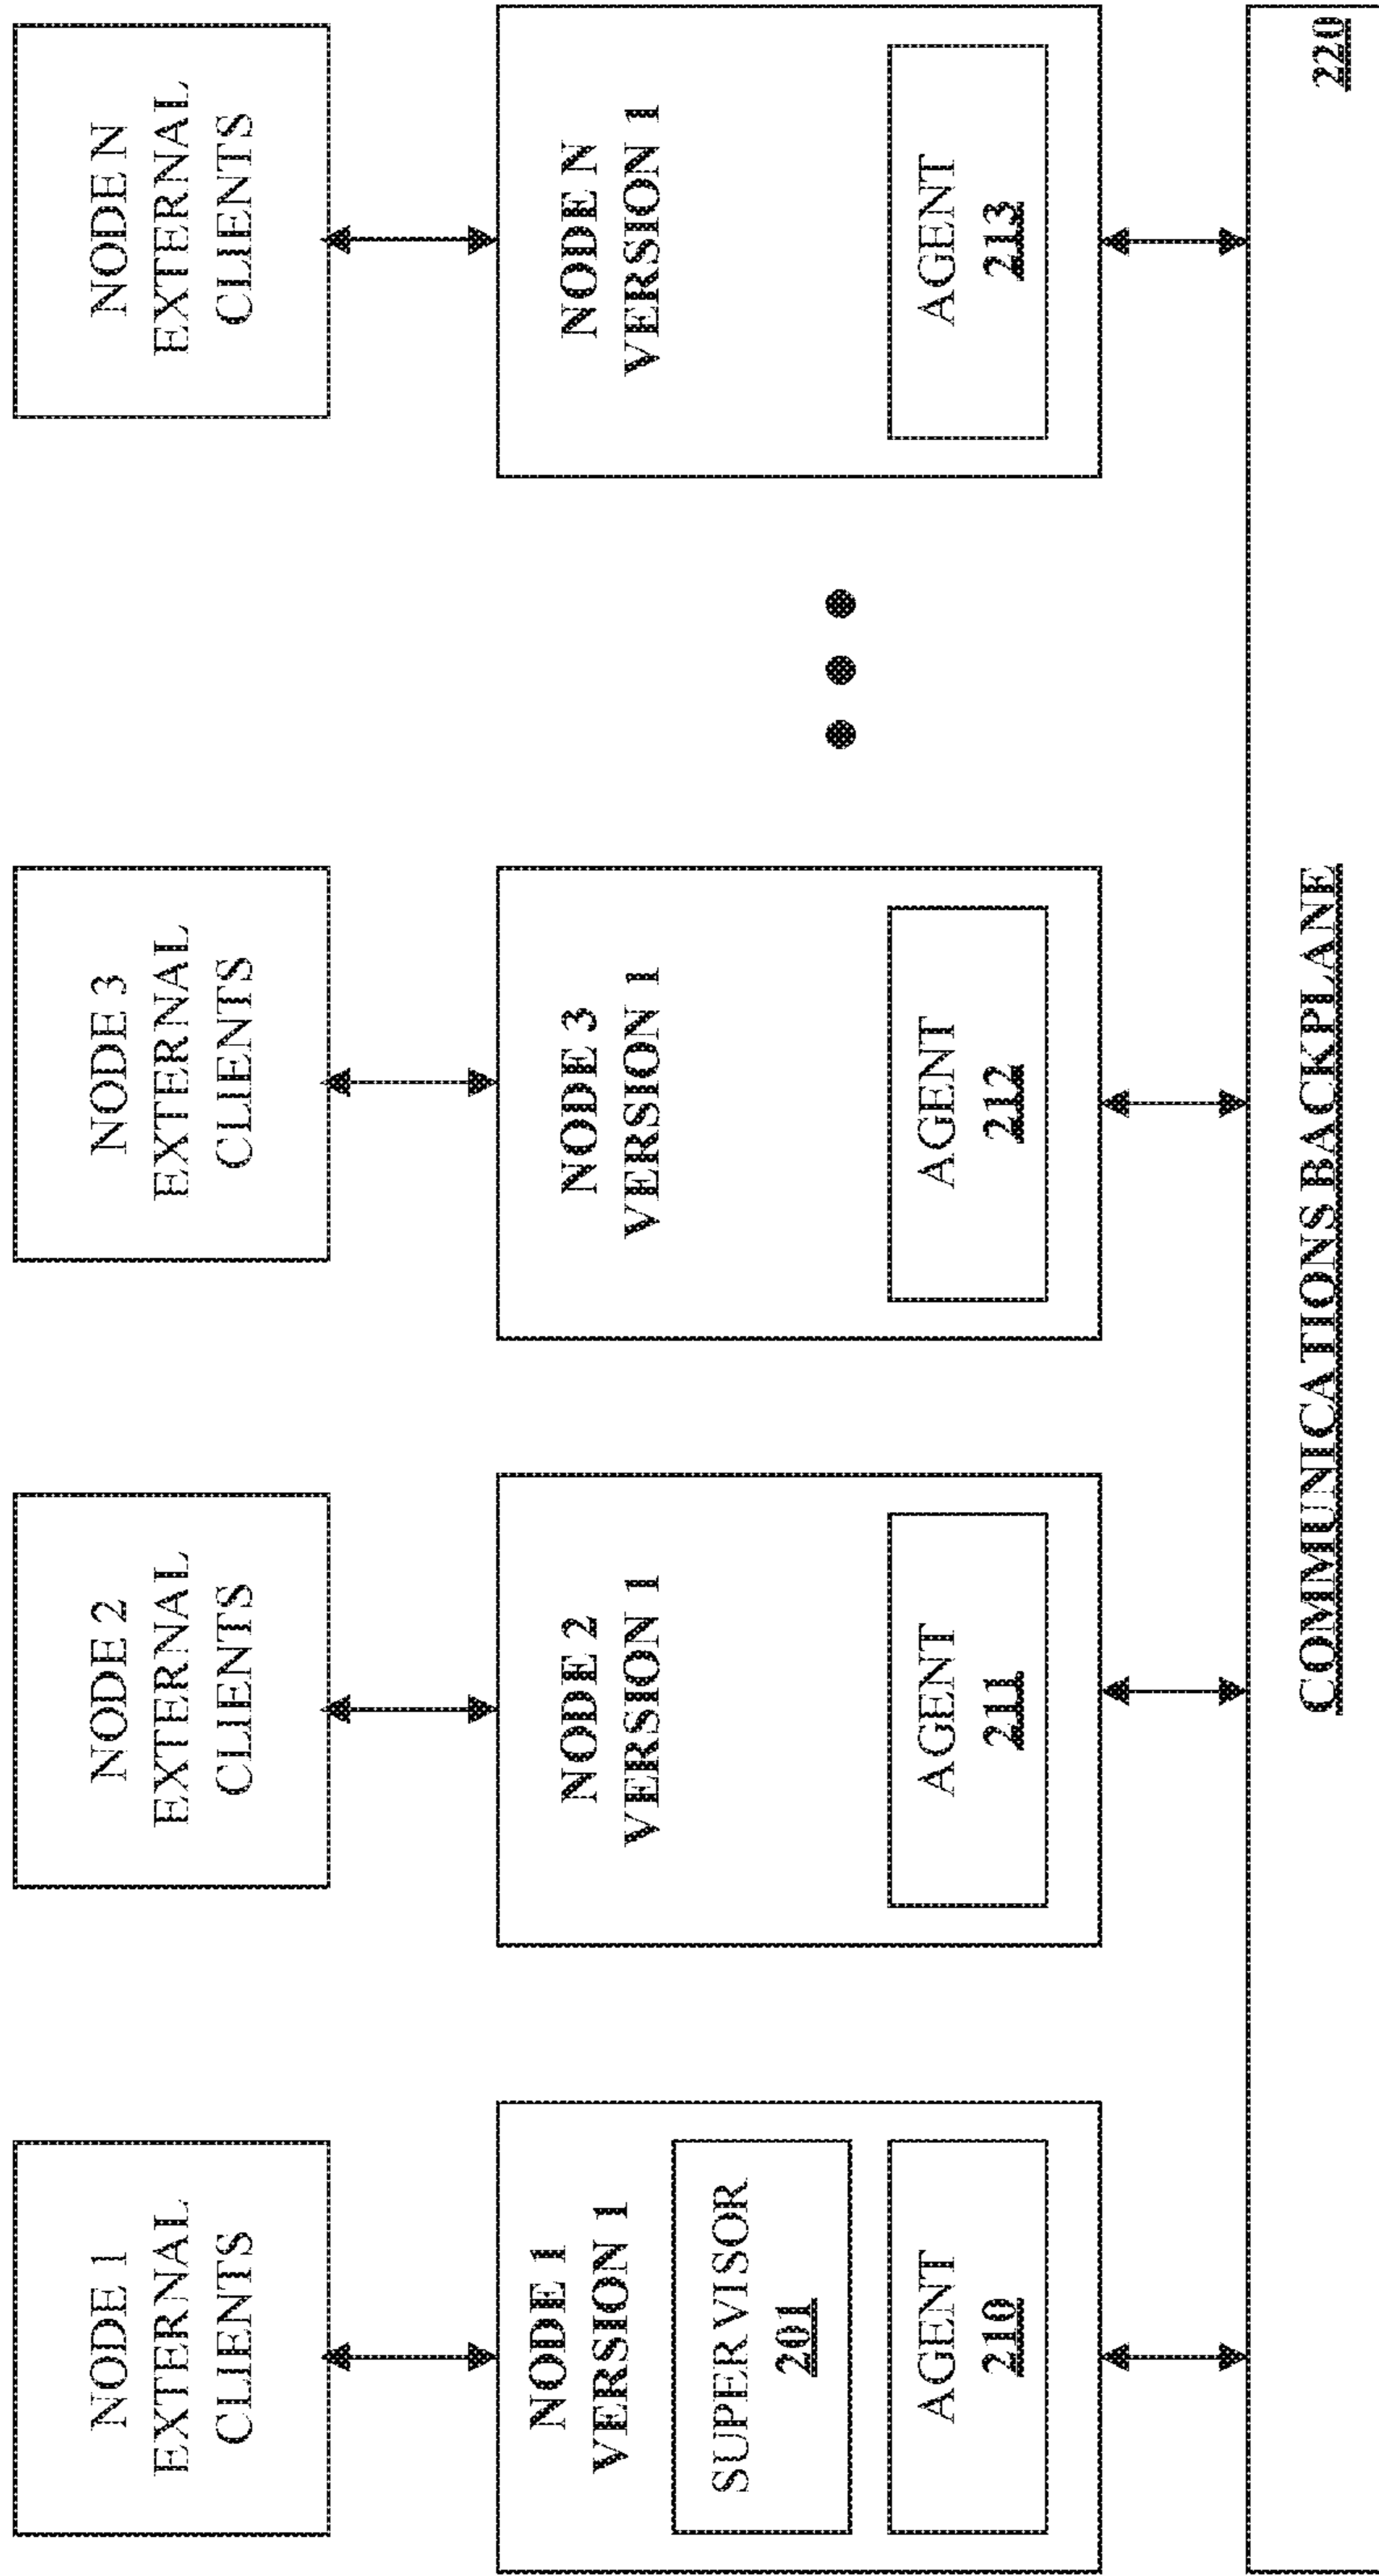 NODE 1
EXTERNAL
CLIENTS
NODE 2
EXTERNAL
CLIENTS
NODE 3
EXTERNAL
CLIENTS
NODE N
EXTERNAL
CLIENTS
NODE 1
VERSION 1
SUPERVISOR
201
AGENT
210
NODE 2
VERSION 1
AGENT
211
NODE 3
VERSION 1
AGENT
212
NODE N
VERSION 1
AGENT
213
COMMUNICATIONS BACKPLANE
220